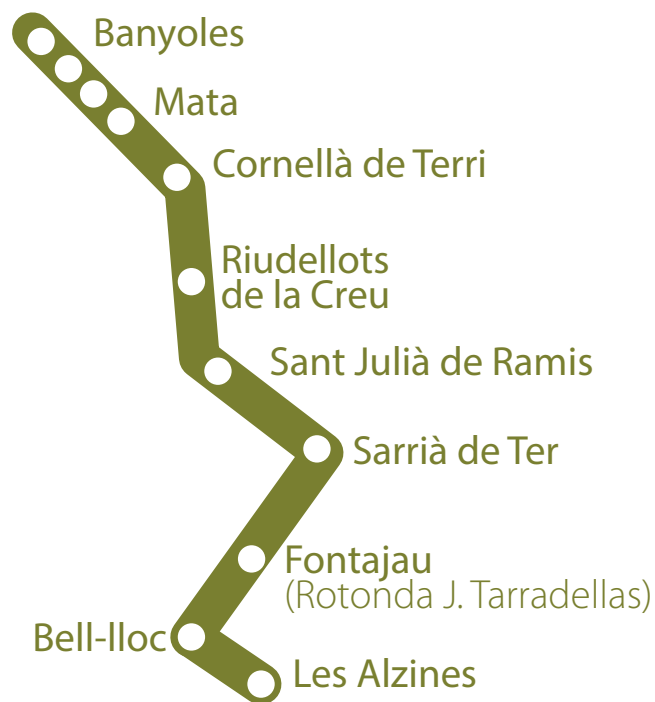 Banyoles
Mata
Cornellà de Terri
Riudellots
de la Creu
Sant Julià de Ramis
Sarrià de Ter
Fontajau
(Rotonda J. Tarradellas)
Bell-lloc
Les Alzines